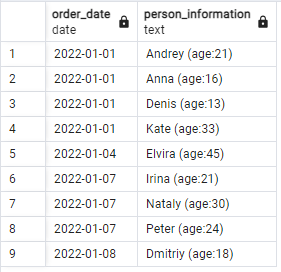 order_date person_information
date text
1 2022-01-01 Andrey (age:21)
2 2022-01-01 Anna (age:16)
3 2022-01-01 Denis (age:13)
4 2022-01-01 Kate (age:33)
5 2022-01-04 Elvira (age:45)
6 2022-01-07 Irina (age:21)
7 2022-01-07 Nataly (age:30)
8 2022-01-07 Peter (age:24)
9 2022-01-08 Dmitriy (age:18)